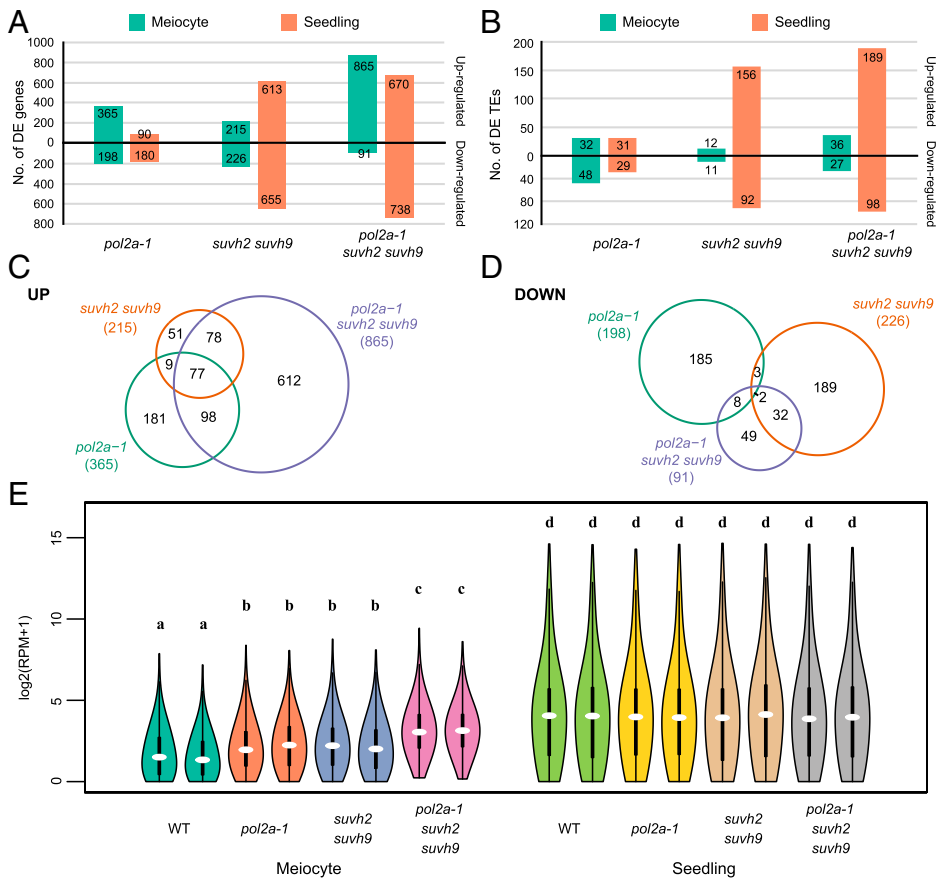 A
Meiocyte
Seedling
No. of DE genes
1000
800
600
400
200
0
200
400
600
800
365
198
90
180
215
226
613
655
865
91
670
738
Up-regulated
Down-regulated
pol2a-1
suvh2 suvh9
pol2a-1
suvh2 suvh9
B
Meiocyte
Seedling
No. of DE TEs
200
150
100
50
0
40
80
120
32
48
31
29
12
11
156
92
36
27
189
98
Up-regulated
Down-regulated
pol2a-1
suvh2 suvh9
pol2a-1
suvh2 suvh9
C
UP
suvh2 suvh9
(215)
pol2a−1
suvh2 suvh9
(865)
51
78
9
77
612
181
98
pol2a−1
(365)
D
DOWN
pol2a−1
(198)
suvh2 suvh9
(226)
185
3
189
8
2
32
49
pol2a−1
suvh2 suvh9
(91)
E
log2(RPM+1)
15
10
5
0
a a b b b b c c d d d d d d d d
WT
pol2a-1
suvh2
suvh9
pol2a-1
suvh2
suvh9
WT
pol2a-1
suvh2
suvh9
pol2a-1
suvh2
suvh9
Meiocyte
Seedling